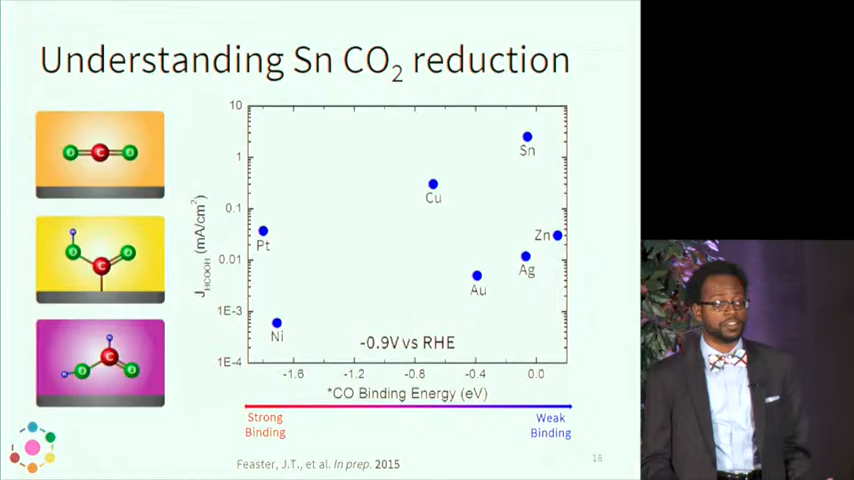 Understanding Sn CO2 reduction
O C O
O C O
O C O
JHCOOH (mA/cm2)
10
1
0.1
0.01
1E-3
1E-4
Sn
Cu
Pt
Zn
Ag
Au
Ni
-0.9V vs RHE
-1.6 -1.2 -0.8 -0.4 0.0
*CO Binding Energy (eV)
Strong
Binding
Weak
Binding
Feaster, J.T., et al. In prep. 2015
18